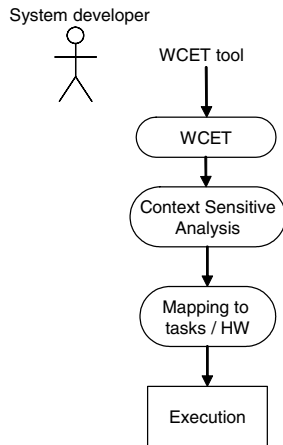 System developer
WCET tool
WCET
Context Sensitive
Analysis
Mapping to
tasks / HW
Execution